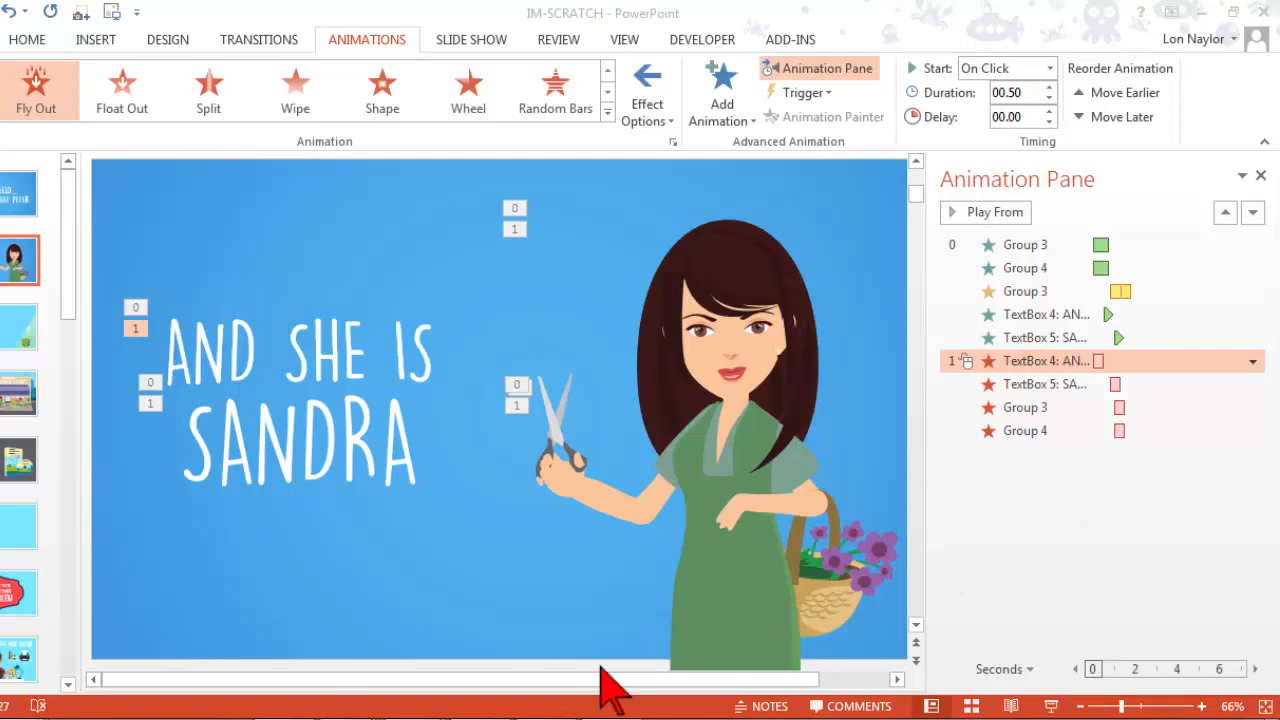 IM-SCRATCH - PowerPoint
?
HOME INSERT DESIGN TRANSITIONS ANIMATIONS SLIDE SHOW REVIEW VIEW DEVELOPER ADD-INS Lon Naylor
Fly Out Float Out Split Wipe Shape Wheel Random Bars
Effect Options
Add Animation
Animation Pane
Trigger
Animation Painter
Start: On Click
Duration: 00.50
Delay: 00.00
Reorder Animation
Move Earlier
Move Later
Animation Advanced Animation Timing
0
1
0
1
AND SHE IS
0
1
SANDRA
0
1
Animation Pane
Play From
0 Group 3
Group 4
Group 3
TextBox 4: AN...
TextBox 5: SA...
1 TextBox 4: AN...
TextBox 5: SA...
Group 3
Group 4
Seconds 0 2 4 6
27 NOTES COMMENTS 66%